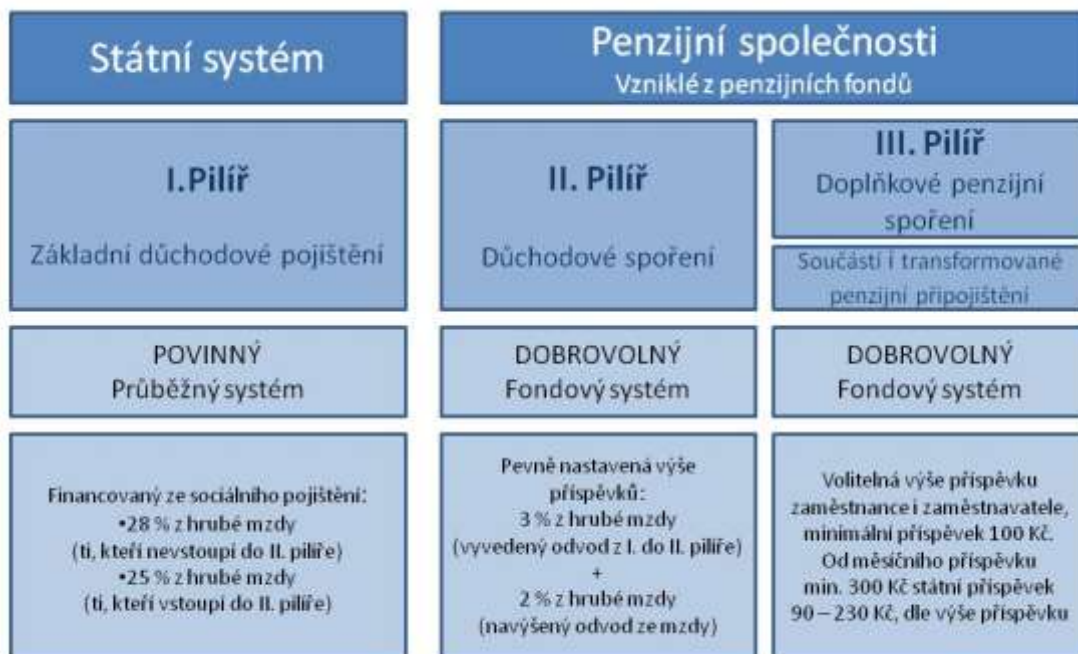 Státní systém
Penzijní společnosti
Vzniklé z penzijních fondů
I.Pilíř
Základní důchodové pojištění
II. Pilíř
Důchodové spoření
III. Pilíř
Doplňkové penzijní
spoření
Součástí i transformované
penzijní připojištění
POVINNÝ
Průběžný systém
DOBROVOLNÝ
Fondový systém
DOBROVOLNÝ
Fondový systém
Financovaný ze sociálního pojištění:
•28 % z hrubé mzdy
(ti, kteří nevstoupí do II. pilíře)
•25 % z hrubé mzdy
(ti, kteří vstoupí do II. pilíře)
Pevně nastavená výše
příspěvků:
3 % z hrubé mzdy
(vyvedený odvod z I. do II. pilíře)
+
2 % z hrubé mzdy
(navýšený odvod ze mzdy)
Volitelná výše příspěvku
zaměstnance i zaměstnavatele,
minimální příspěvek 100 Kč.
Od měsíčního příspěvku
min. 300 Kč státní příspěvek
90 – 230 Kč, dle výše příspěvku